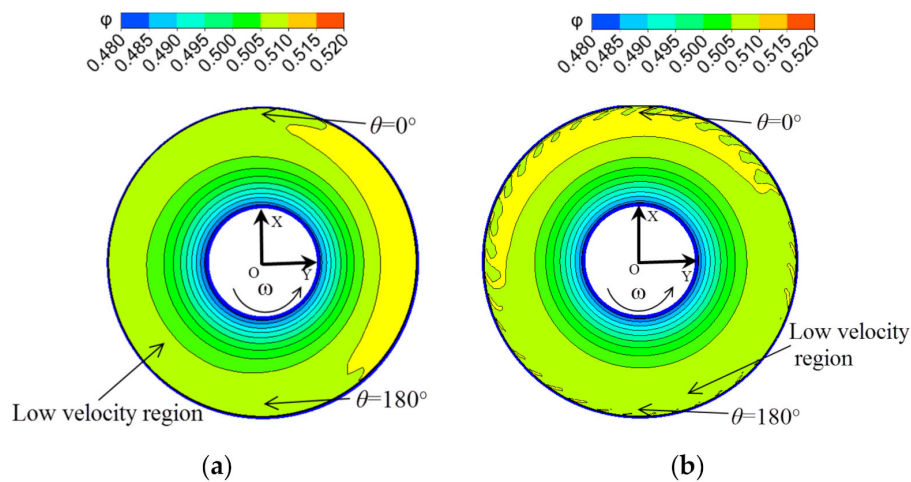 φ
0.480 0.485 0.490 0.495 0.500 0.505 0.510 0.515 0.520
θ=0°
X
O
Y
ω
Low velocity region
θ=180°
(a)
φ
0.480 0.485 0.490 0.495 0.500 0.505 0.510 0.515 0.520
θ=0°
X
O
Y
ω
Low velocity
region
θ=180°
(b)